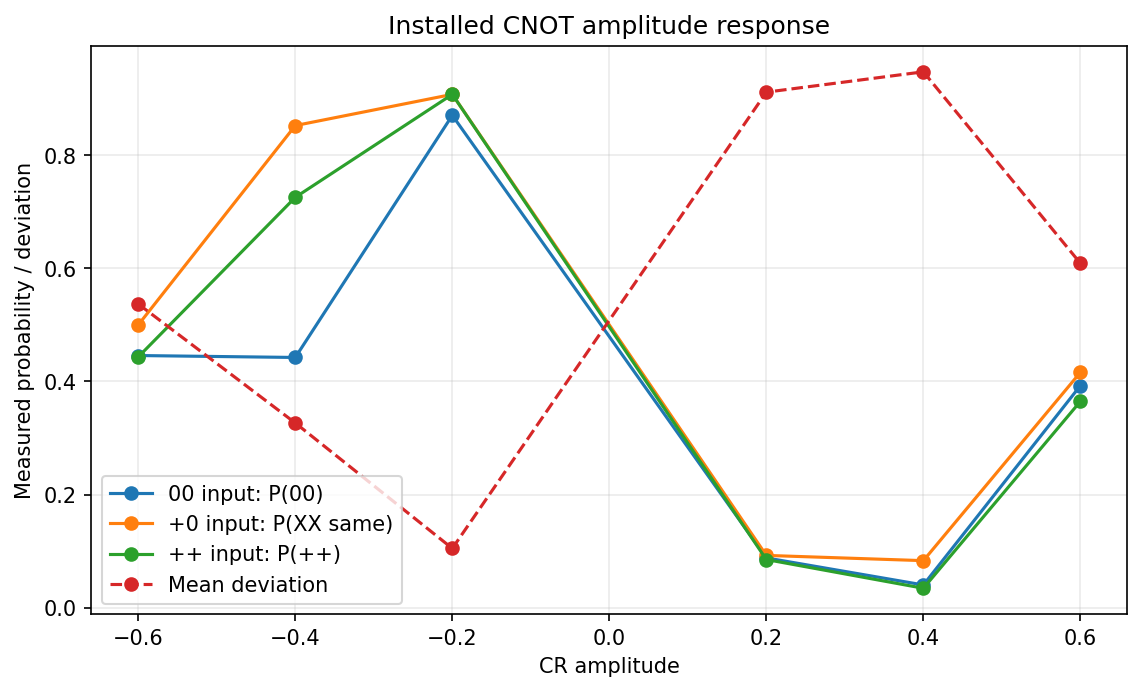 Installed CNOT amplitude response
Measured probability / deviation
0.8
0.6
0.4
0.2
0.0
00 input: P(00)
+0 input: P(XX same)
++ input: P(++)
Mean deviation
−0.6 −0.4 −0.2 0.0 0.2 0.4 0.6
CR amplitude